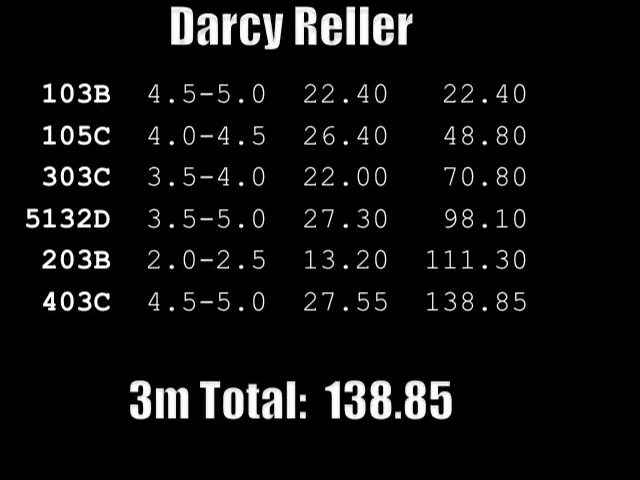 Darcy Reller
103B 4.5-5.0 22.40 22.40
105C 4.0-4.5 26.40 48.80
303C 3.5-4.0 22.00 70.80
5132D 3.5-5.0 27.30 98.10
203B 2.0-2.5 13.20 111.30
403C 4.5-5.0 27.55 138.85
3m Total: 138.85